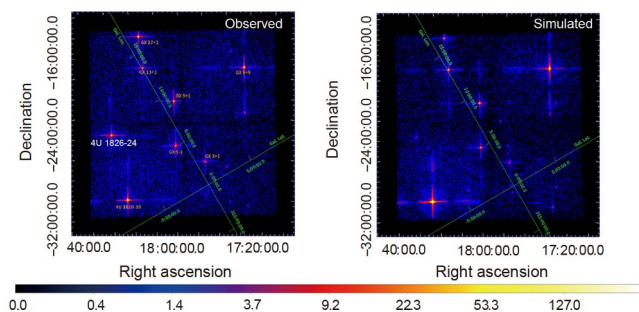 Observed
Simulated
GX 17+2
GX 13+1
GX 9+9
GX 9+1
4U 1826-24
GX 5-1
GX 3+1
4U 1820-30
Gal. Lat.
Gal. Lat.
Declination
Declination
−16:00:00.0
−24:00:00.0
−32:00:00.0
−16:00:00.0
−24:00:00.0
−32:00:00.0
40:00.0 18:00:00.0 17:20:00.0
40:00.0 18:00:00.0 17:20:00.0
Right ascension
Right ascension
0.0 0.4 1.4 3.7 9.2 22.3 53.3 127.0